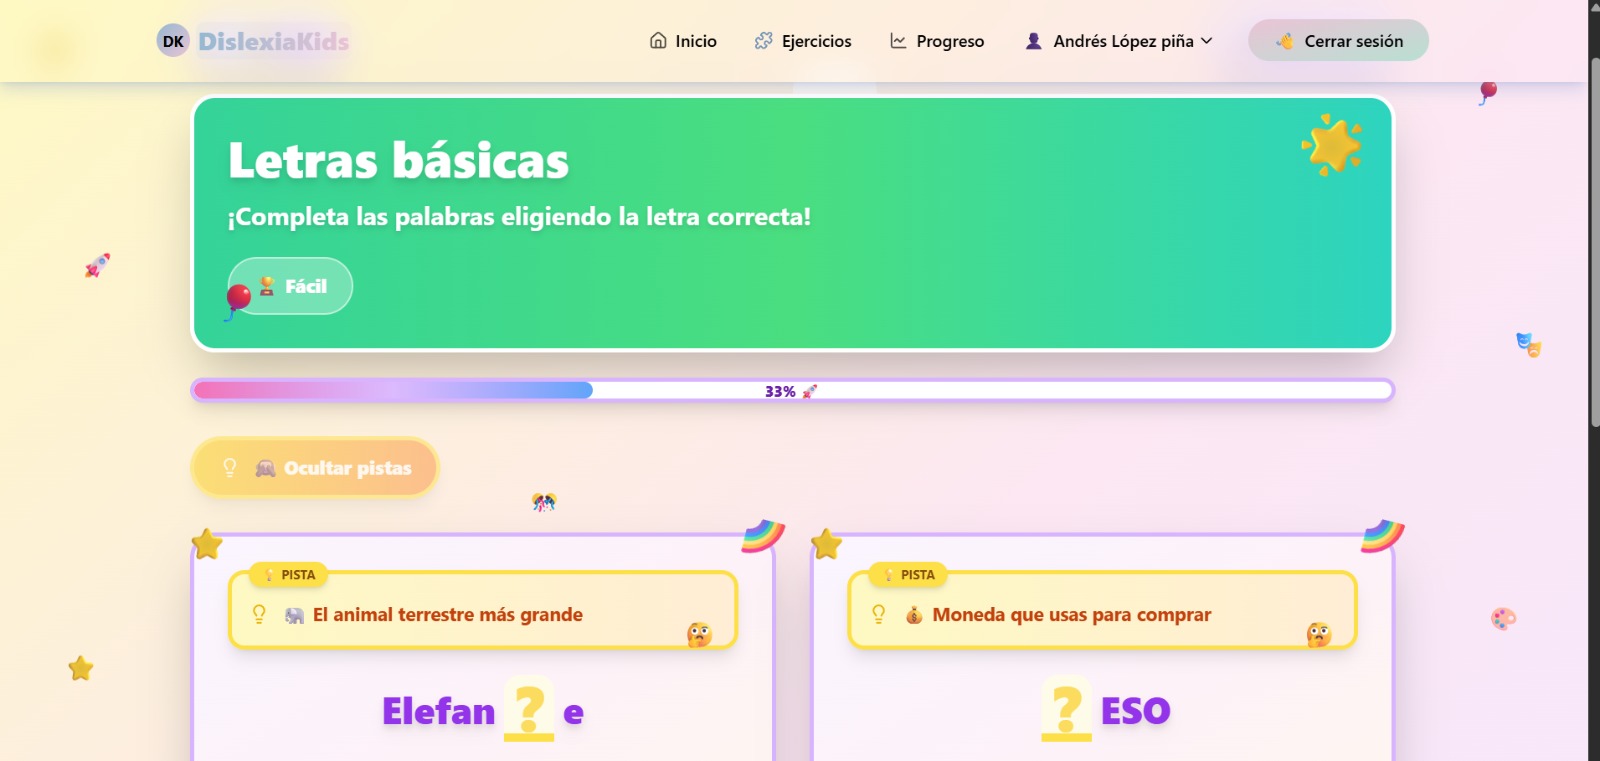 DK DislexiaKids Inicio Ejercicios Progreso Andrés López piña Cerrar sesión
Letras básicas
¡Completa las palabras eligiendo la letra correcta!
Fácil
33%
Ocultar pistas
PISTA
El animal terrestre más grande
Elefan ? e
PISTA
Moneda que usas para comprar
? ESO